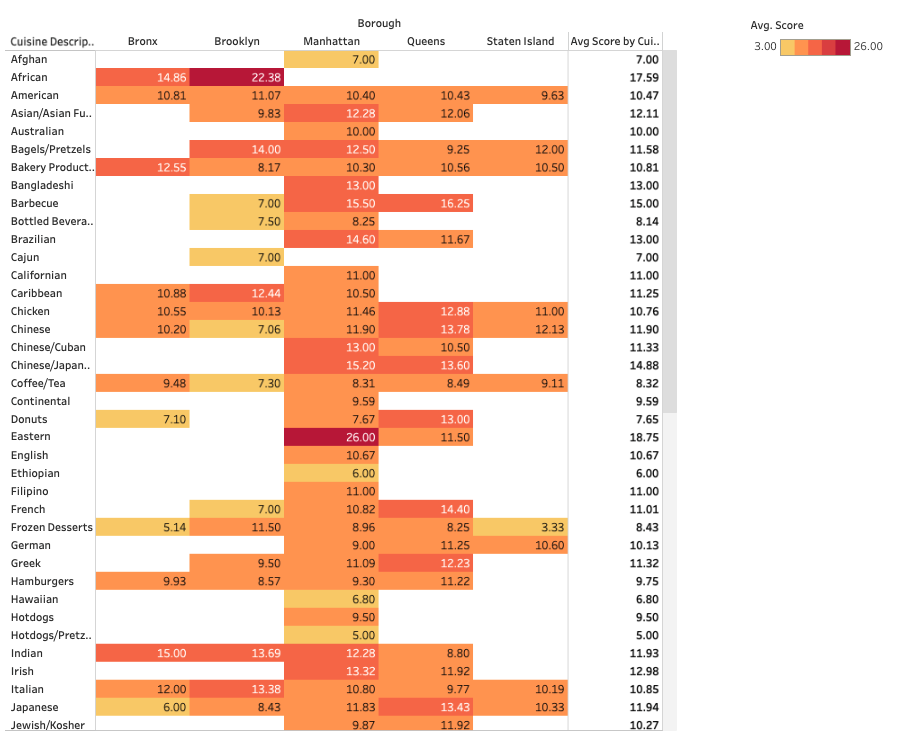 Borough
Avg. Score
3.00 26.00
Cuisine Descrip.. Bronx Brooklyn Manhattan Queens Staten Island Avg Score by Cui..
Afghan 7.00 7.00
African 14.86 22.38 17.59
American 10.81 11.07 10.40 10.43 9.63 10.47
Asian/Asian Fu.. 9.83 12.28 12.06 12.11
Australian 10.00 10.00
Bagels/Pretzels 14.00 12.50 9.25 12.00 11.58
Bakery Product.. 12.55 8.17 10.30 10.56 10.50 10.81
Bangladeshi 13.00 13.00
Barbecue 7.00 15.50 16.25 15.00
Bottled Bevera.. 7.50 8.25 8.14
Brazilian 14.60 11.67 13.00
Cajun 7.00 7.00
Californian 11.00 11.00
Caribbean 10.88 12.44 10.50 11.25
Chicken 10.55 10.13 11.46 12.88 11.00 10.76
Chinese 10.20 7.06 11.90 13.78 12.13 11.90
Chinese/Cuban 13.00 10.50 11.33
Chinese/Japan.. 15.20 13.60 14.88
Coffee/Tea 9.48 7.30 8.31 8.49 9.11 8.32
Continental 9.59 9.59
Donuts 7.10 7.67 13.00 7.65
Eastern 26.00 11.50 18.75
English 10.67 10.67
Ethiopian 6.00 6.00
Filipino 11.00 11.00
French 7.00 10.82 14.40 11.01
Frozen Desserts 5.14 11.50 8.96 8.25 3.33 8.43
German 9.00 11.25 10.60 10.13
Greek 9.50 11.09 12.23 11.32
Hamburgers 9.93 8.57 9.30 11.22 9.75
Hawaiian 6.80 6.80
Hotdogs 9.50 9.50
Hotdogs/Pretz.. 5.00 5.00
Indian 15.00 13.69 12.28 8.80 11.93
Irish 13.32 11.92 12.98
Italian 12.00 13.38 10.80 9.77 10.19 10.85
Japanese 6.00 8.43 11.83 13.43 10.33 11.94
Jewish/Kosher 9.87 11.92 10.27